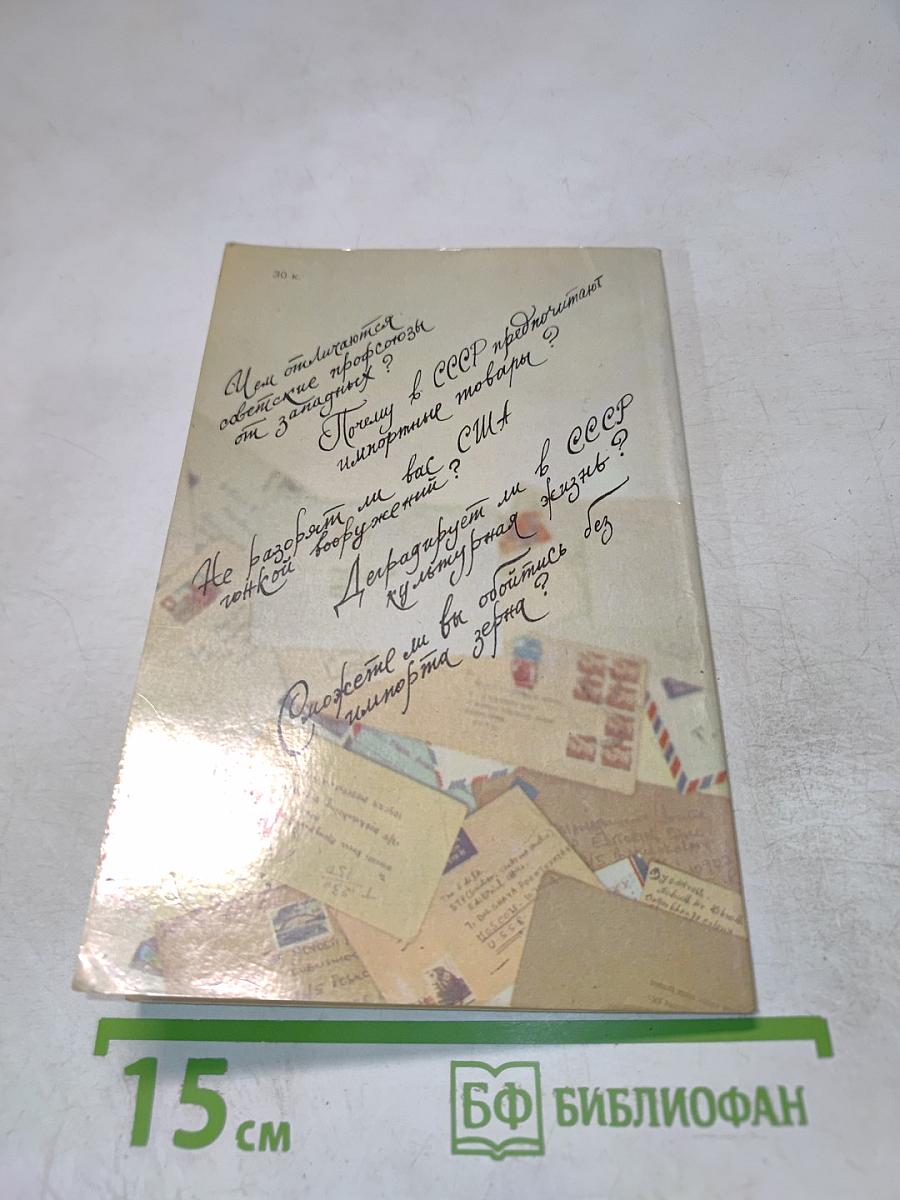 30 к.
Чем отличаются
советские профсоюзы
от западных?
Почему в СССР предпочитают
импортные товары?
Не разорят ли вас США
гонкой вооружений?
Деградирует ли в СССР
культурная жизнь?
Сможете ли вы обойтись без
импорта зерна?
MOSCOW
U.S.S.R.
15 см
БФ БИБЛИОФАН